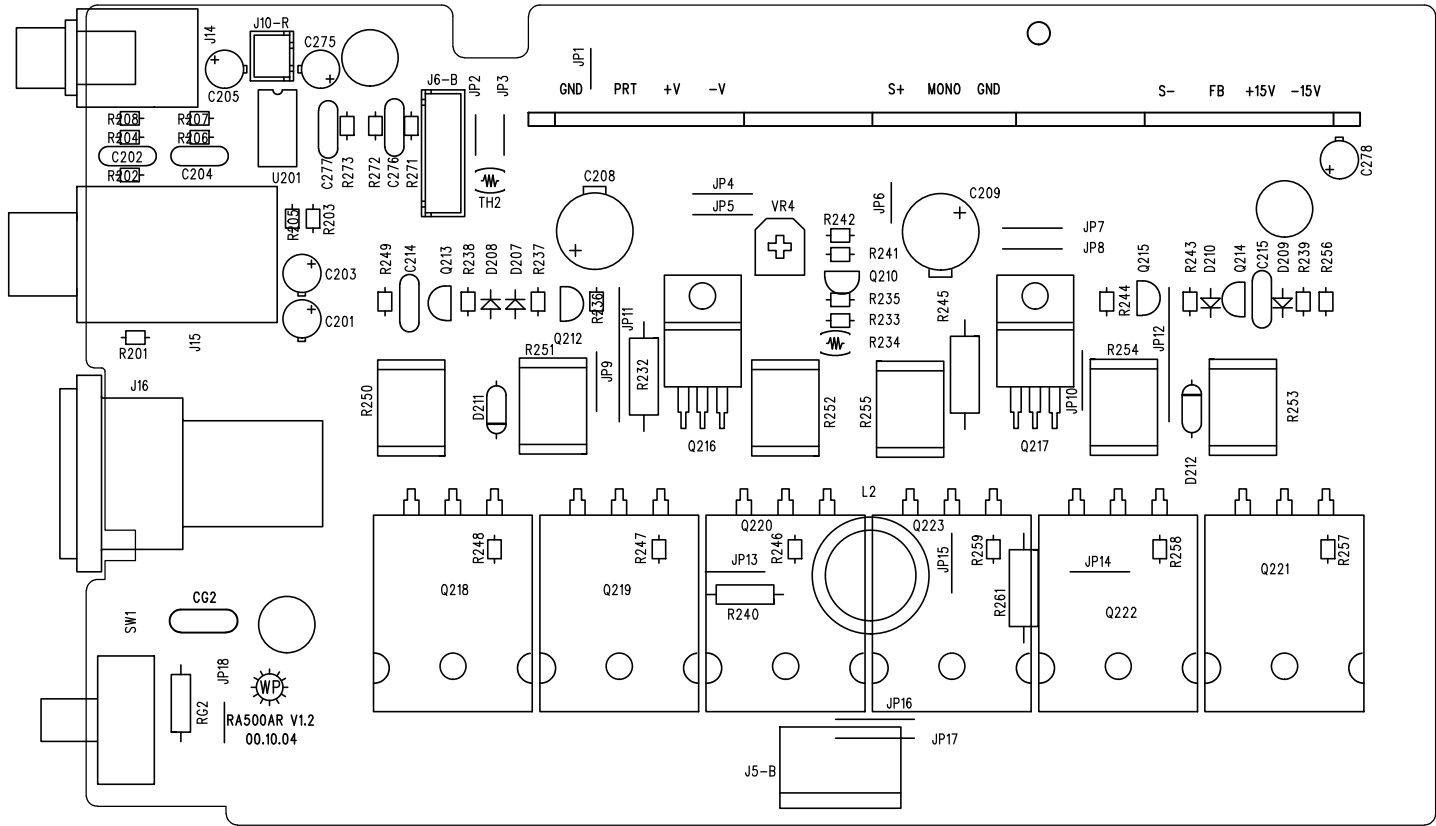 J14
J10-R
C275
C205
J6-B
JP2
JP3
JP1
GND PRT +V -V S+ MONO GND S- FB +15V -15V
R208
R207
R204
R206
C202
C204
R202
U201
C277
R273
R272
C276
R271
TH2
C278
C208
JP4
JP5
VR4
JP6
C209
JP7
JP8
R205
R203
C203
C201
R201
J15
R249
C214
Q213
R238
D208
D207
R237
Q212
R236
JP11
R242
R241
Q210
R235
R233
R234
R245
R244
Q215
JP12
R243
D210
Q214
C215
D209
R239
R256
J16
R250
D211
R251
JP9
R232
Q216
R252
R255
Q217
JP10
R254
D212
R253
L2
R248
Q218
R247
Q219
Q220
R246
JP13
R240
Q223
JP15
R259
R261
JP14
R258
Q222
Q221
R257
CG2
SW1
RG2
JP18
WP
RA500AR V1.2
00.10.04
JP16
JP17
J5-B